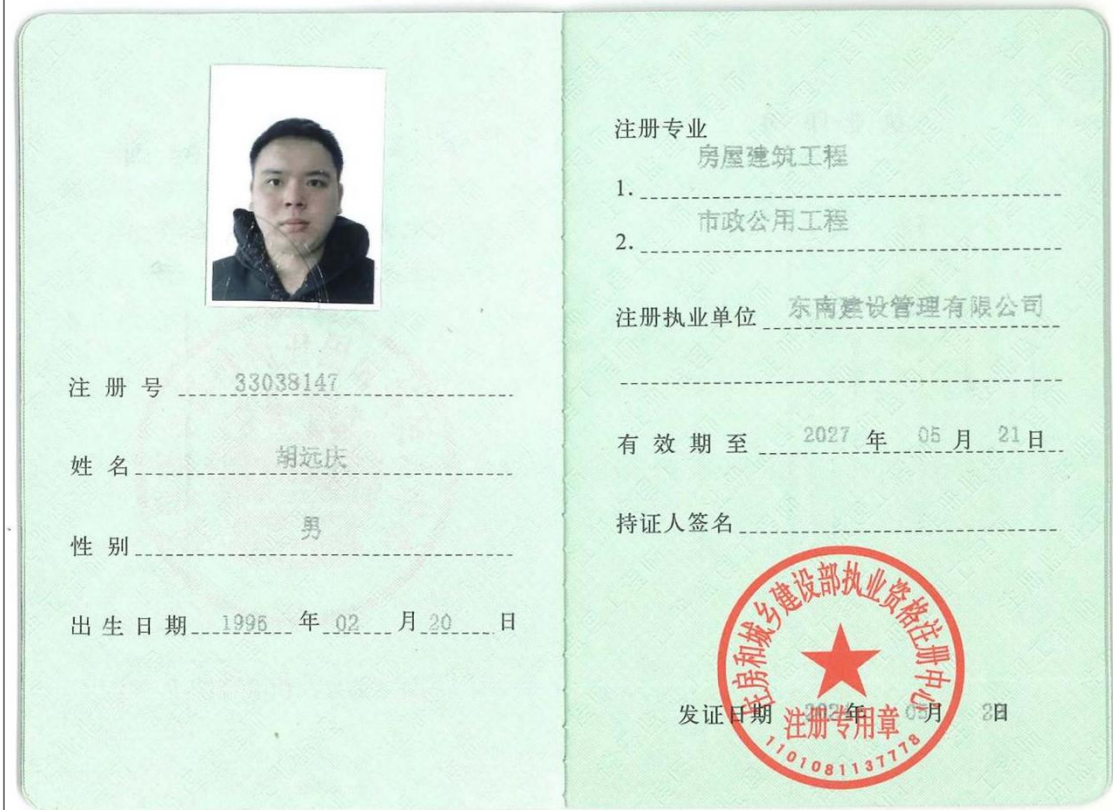 注册号 33038147
姓名 胡远庆
性别 男
出生日期 1995 年 02 月 20 日
注册专业
房屋建筑工程
1.
市政公用工程
2.
注册执业单位 东南建设管理有限公司
有效期至 2027 年 05 月 21 日
持证人签名
住房和城乡建设部执业资格注册中心
发证日期 年 05 月 日
注册专用章
1101081137778